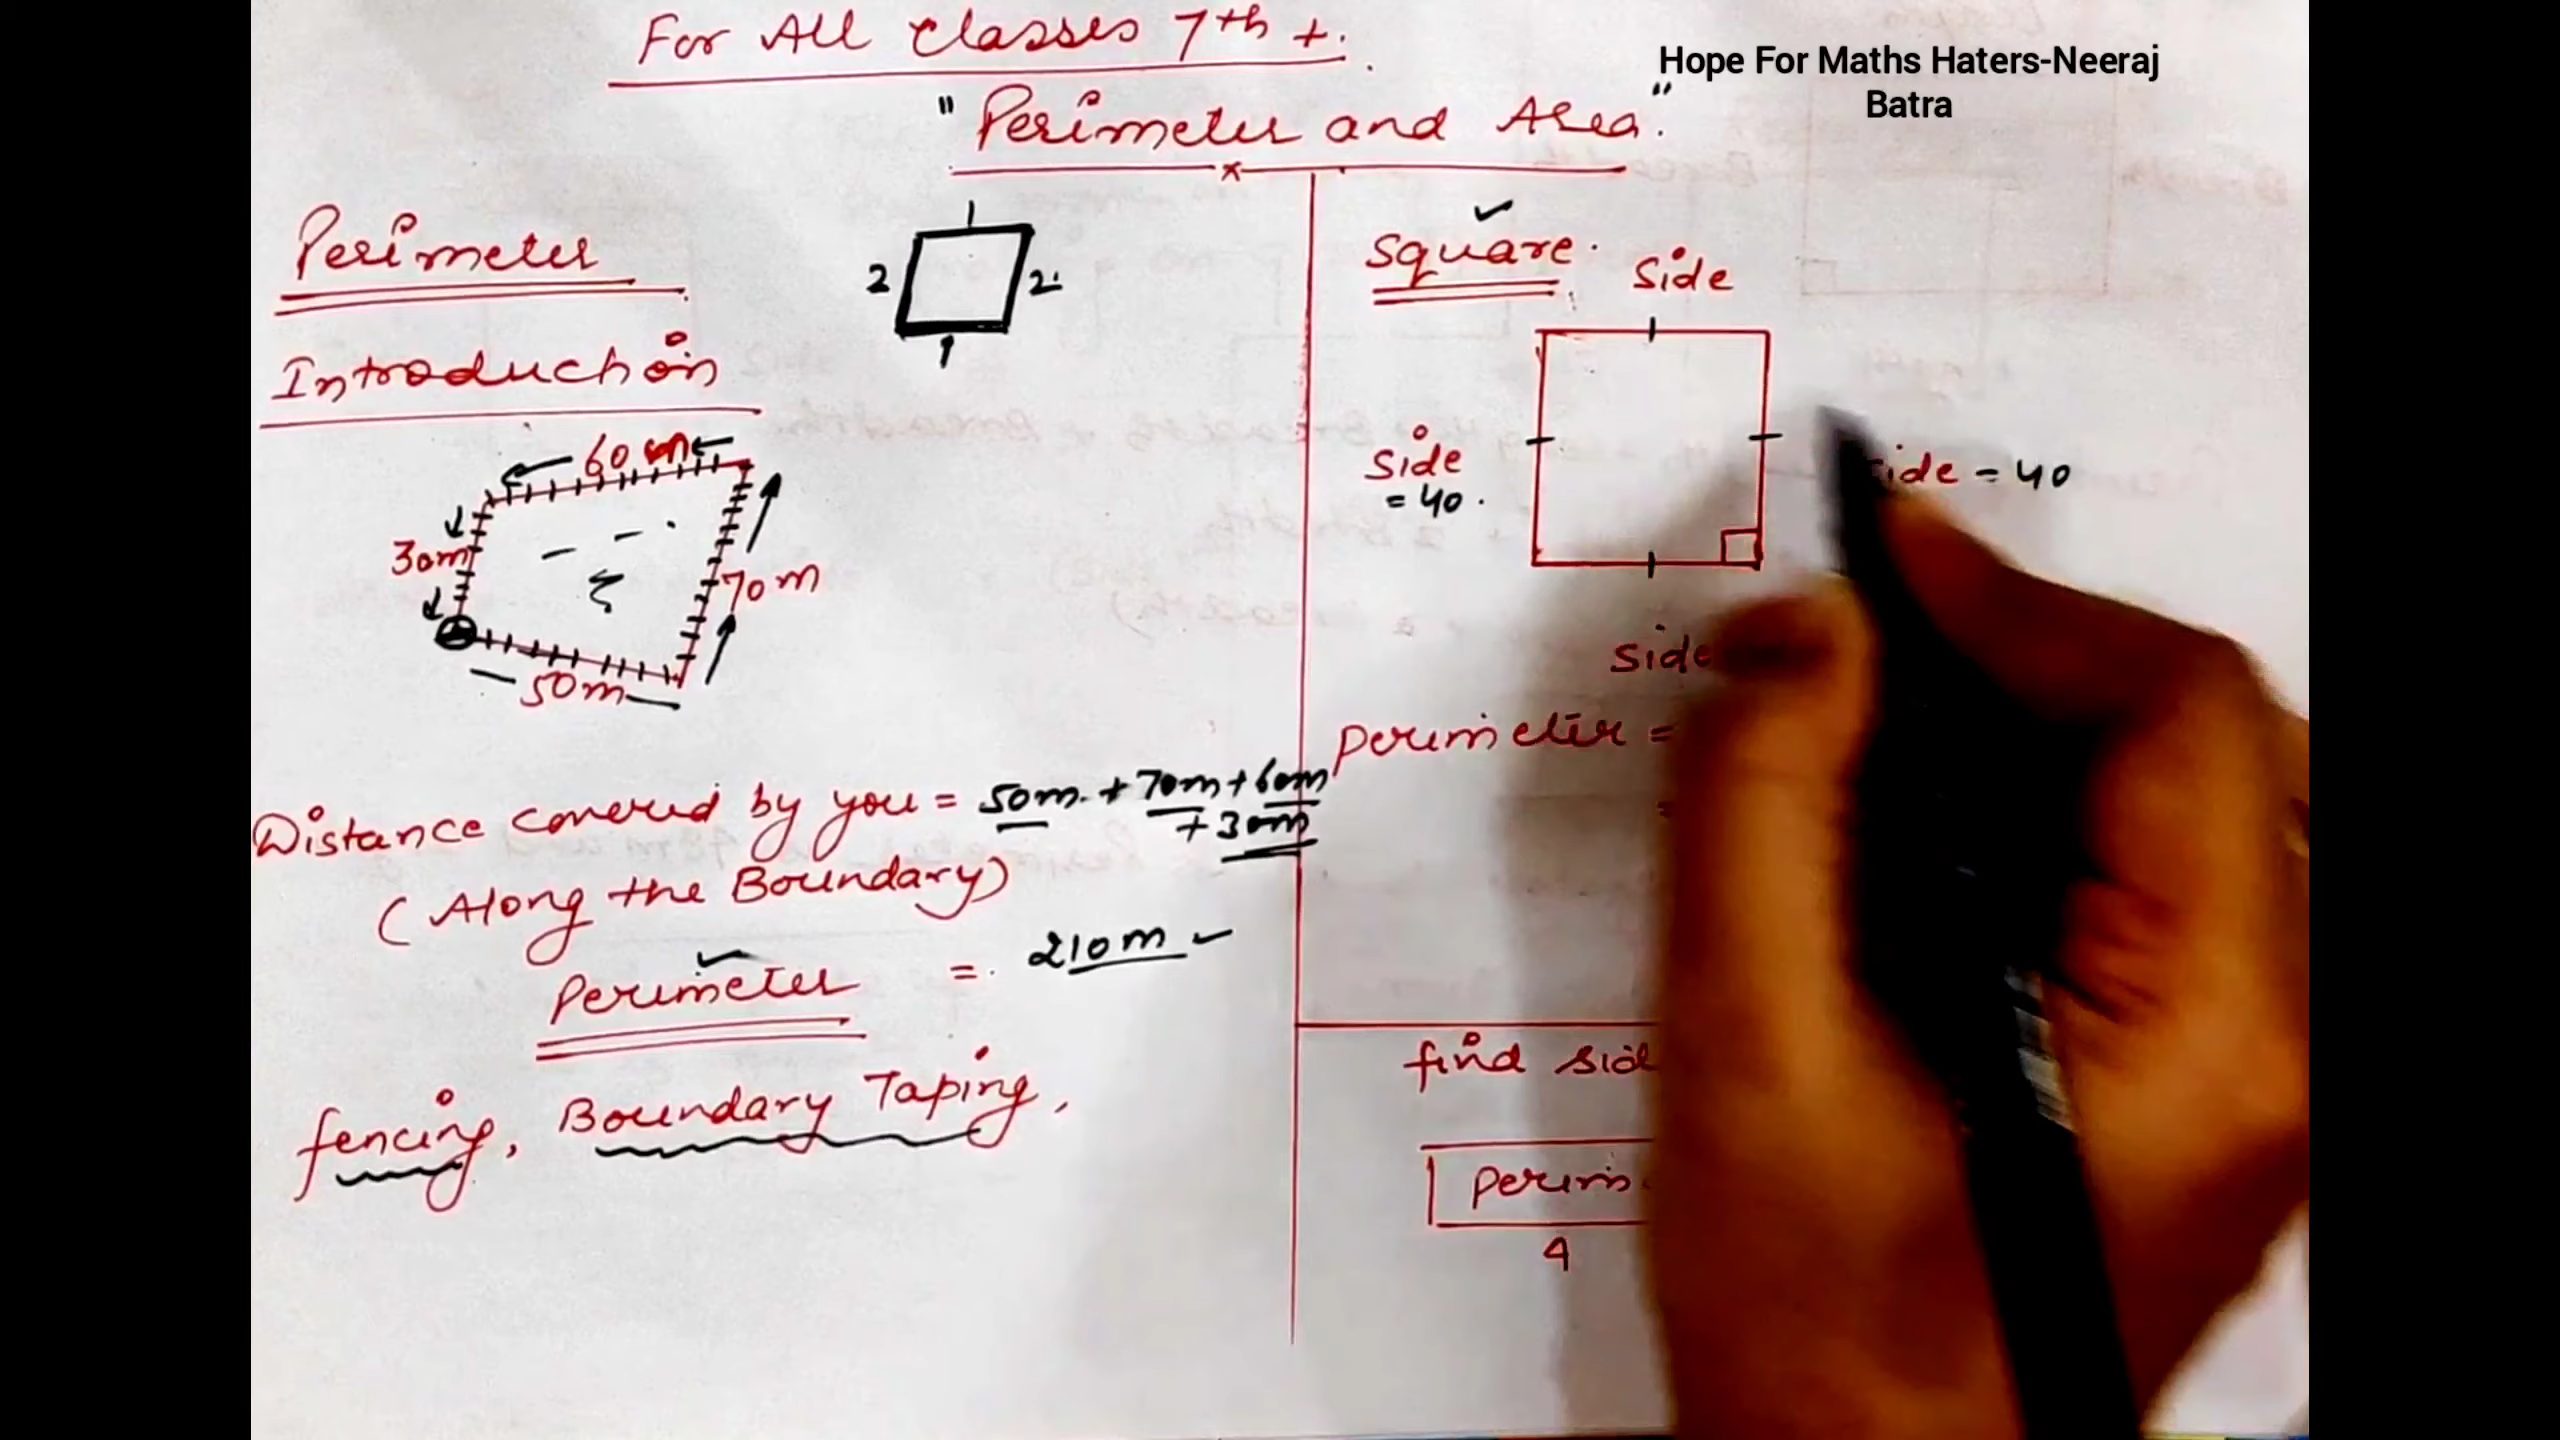 For All Classes 7th +.
Hope For Maths Haters-Neeraj
Batra
"Perimeter and Area."
Perimeter
Introduction
1
2
2
1
60m
30m
70m
50m
Distance covered by you = 50m + 70m + 60m
+ 30m
(Along the Boundary)
Perimeter = 210m
fencing, Boundary Taping,
Square.
Side
Side
= 40
Side = 40
Side
Perimeter =
=
find
4